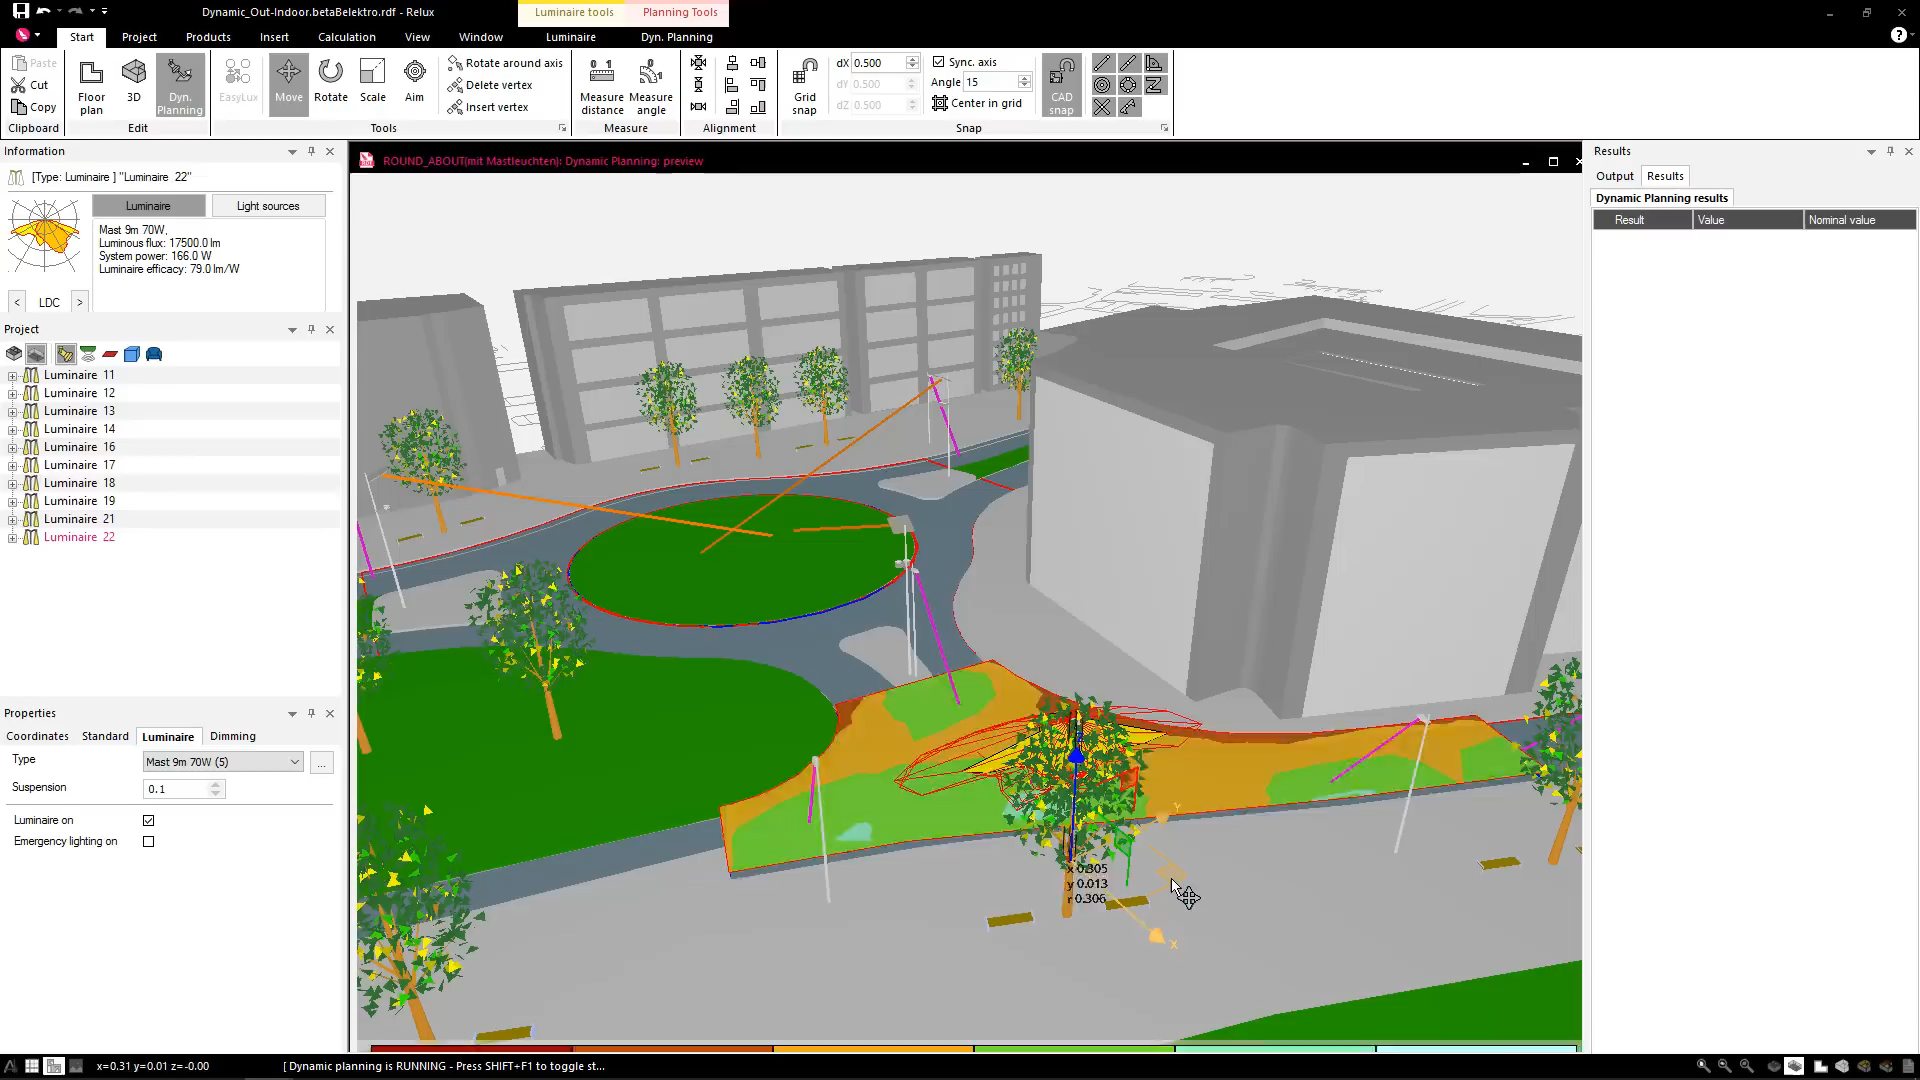 Dynamic_Out-Indoor.betaBelektro.rdf - Relux
Luminaire tools
Planning Tools
Start
Project
Products
Insert
Calculation
View
Window
Luminaire
Dyn. Planning
Paste
Cut
Copy
Clipboard
Floor plan
3D
Dyn. Planning
Edit
EasyLux
Move
Rotate
Scale
Aim
Rotate around axis
Delete vertex
Insert vertex
Tools
Measure distance
Measure angle
Measure
Alignment
Grid snap
dX 0.500
dY 0.500
dZ 0.500
Sync. axis
Angle 15
Center in grid
CAD snap
Snap
Information
[Type: Luminaire ] "Luminaire 22"
Luminaire
Light sources
Mast 9m 70W,
Luminous flux: 17500.0 lm
System power: 166.0 W
Luminaire efficacy: 79.0 lm/W
< LDC >
Project
Luminaire 11
Luminaire 12
Luminaire 13
Luminaire 14
Luminaire 16
Luminaire 17
Luminaire 18
Luminaire 19
Luminaire 21
Luminaire 22
Properties
Coordinates
Standard
Luminaire
Dimming
Type
Mast 9m 70W (5)
...
Suspension
0.1
Luminaire on
Emergency lighting on
ROUND_ABOUT(mit Mastleuchten): Dynamic Planning: preview
Y
x 0.305
y 0.013
r 0.306
X
Results
Output
Results
Dynamic Planning results
Result
Value
Nominal value
x=0.31 y=0.01 z=-0.00
[ Dynamic planning is RUNNING - Press SHIFT+F1 to toggle st...